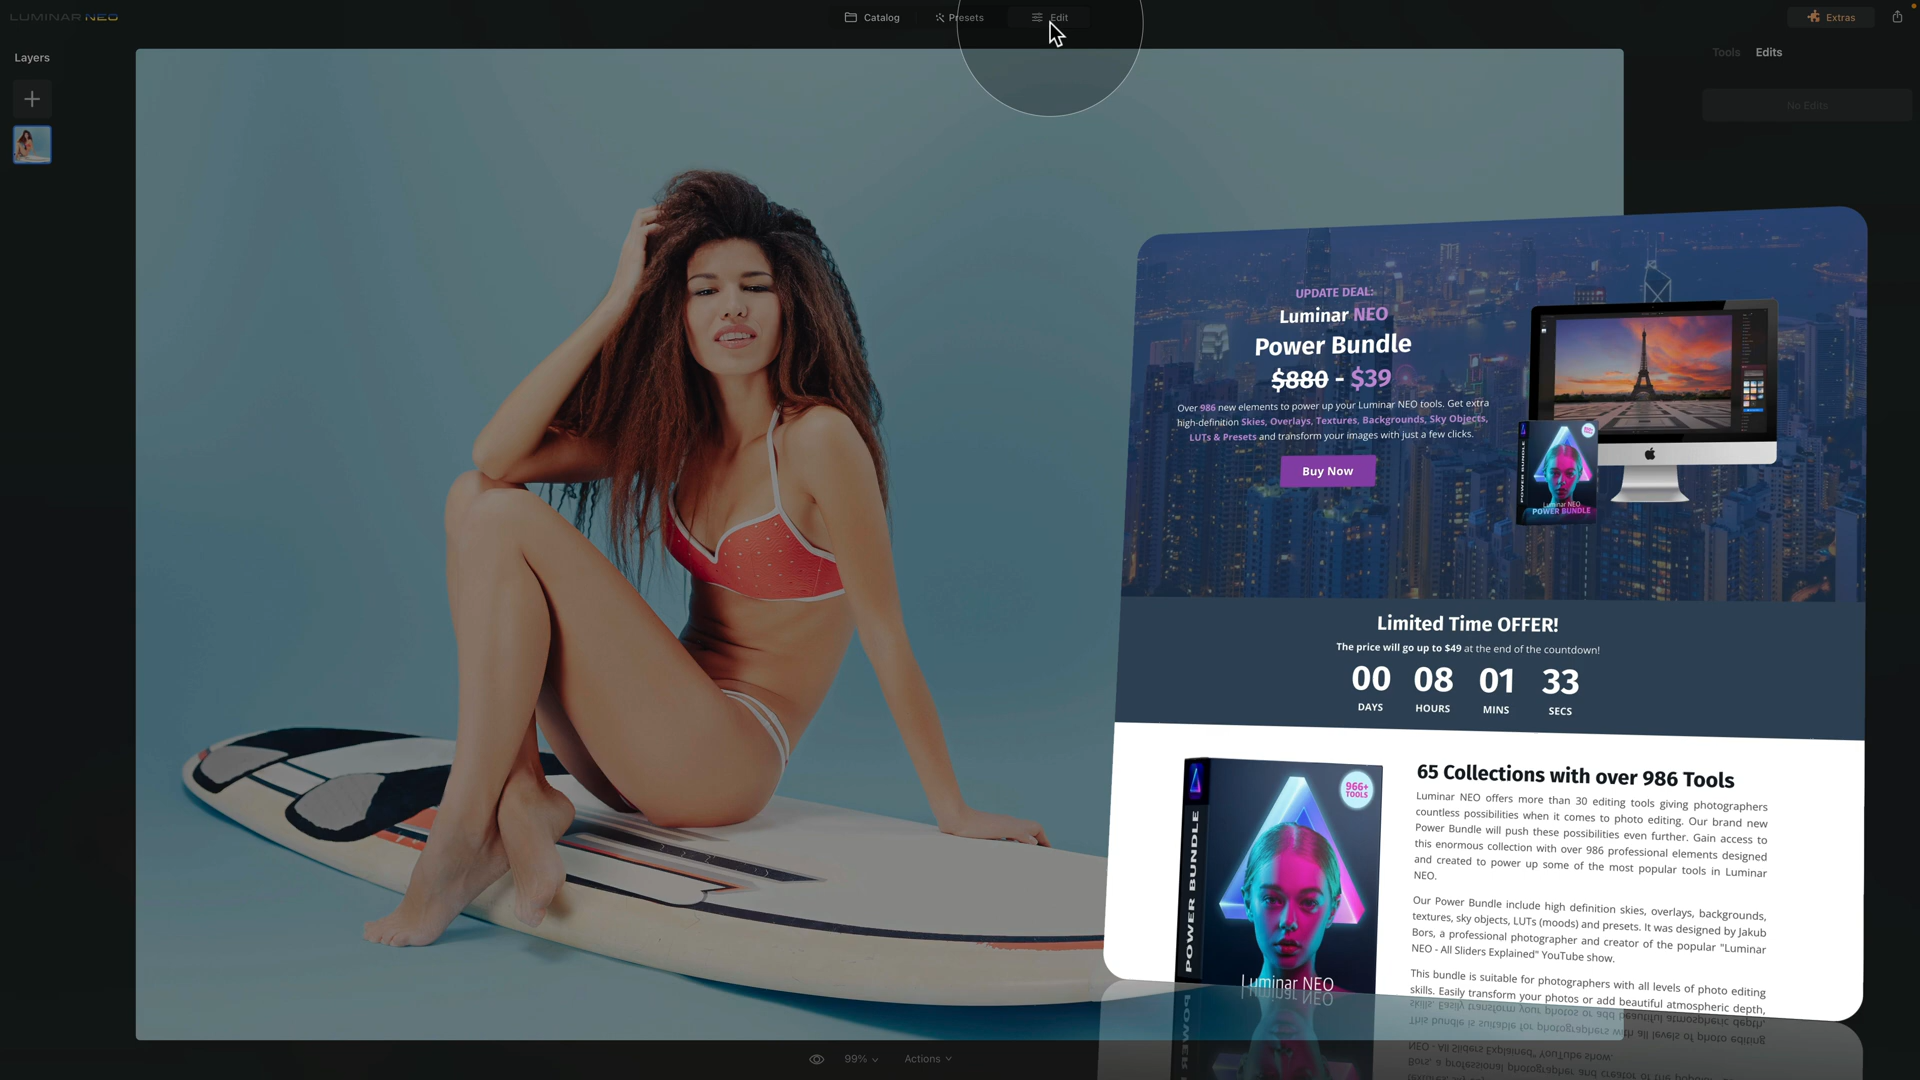 LUMINAR NEO
Catalog
Presets
Edit
Extras
Layers
Tools
Edits
No Edits
UPDATE DEAL:
Luminar NEO
Power Bundle
$880 - $39
Over 986 new elements to power up your Luminar NEO tools. Get extra
high-definition Skies, Overlays, Textures, Backgrounds, Sky Objects,
LUTs & Presets and transform your images with just a few clicks.
Buy Now
POWER BUNDLE
Luminar NEO
POWER BUNDLE
Limited Time OFFER!
The price will go up to $49 at the end of the countdown!
00 08 01 33
DAYS HOURS MINS SECS
966+
TOOLS
POWER BUNDLE
Luminar NEO
65 Collections with over 986 Tools
Luminar NEO offers more than 30 editing tools giving photographers
countless possibilities when it comes to photo editing. Our brand new
Power Bundle will push these possibilities even further. Gain access to
this enormous collection with over 986 professional elements designed
and created to power up some of the most popular tools in Luminar
NEO.
Our Power Bundle include high definition skies, overlays, backgrounds,
textures, sky objects, LUTs (moods) and presets. It was designed by Jakub
Bors, a professional photographer and creator of the popular "Luminar
NEO - All Sliders Explained" YouTube show.
This bundle is suitable for photographers with all levels of photo editing
skills. Easily transform your photos or add beautiful atmospheric depth,
99%
Actions